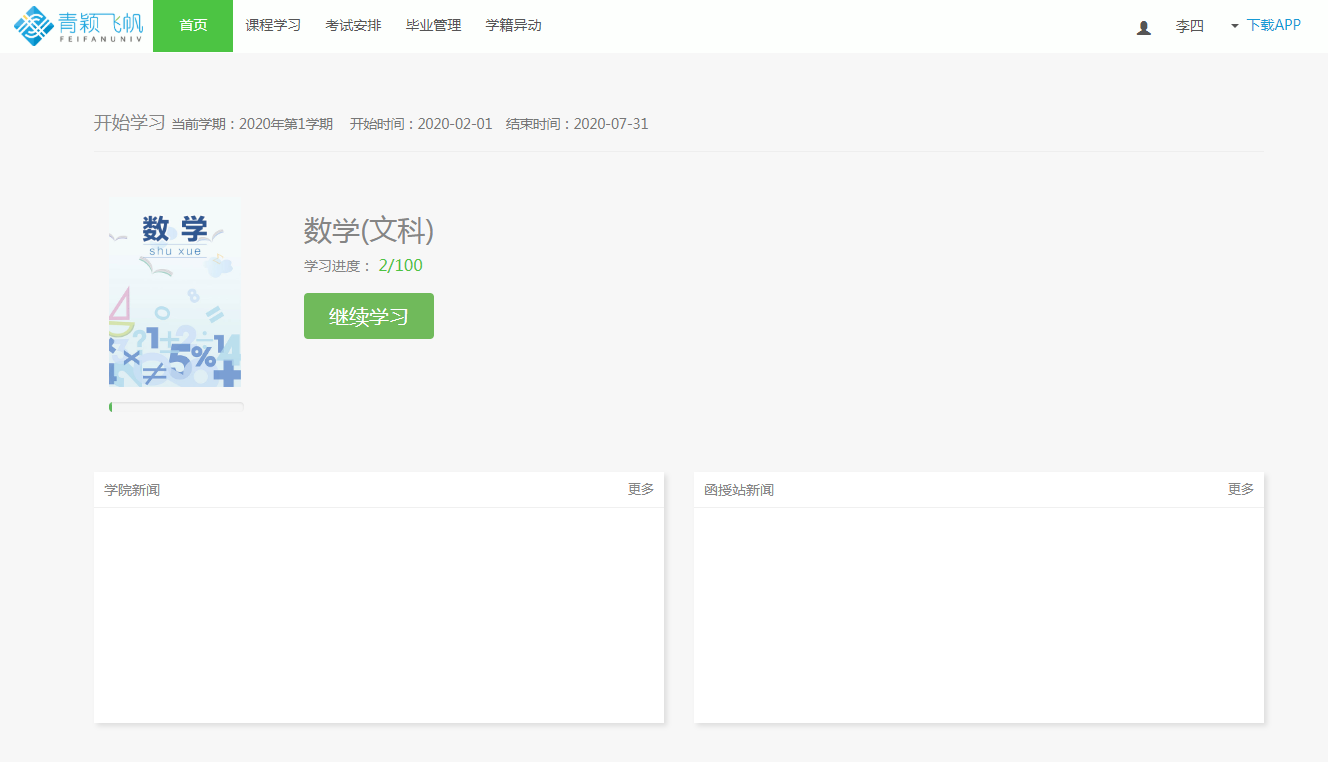 青颖飞帆
FEIFANUNIV
首页 课程学习 考试安排 毕业管理 学籍异动 李四 下载APP
开始学习 当前学期：2020年第1学期 开始时间：2020-02-01 结束时间：2020-07-31
数学
shu xue
数学(文科)
学习进度： 2/100
继续学习
学院新闻 更多
函授站新闻 更多